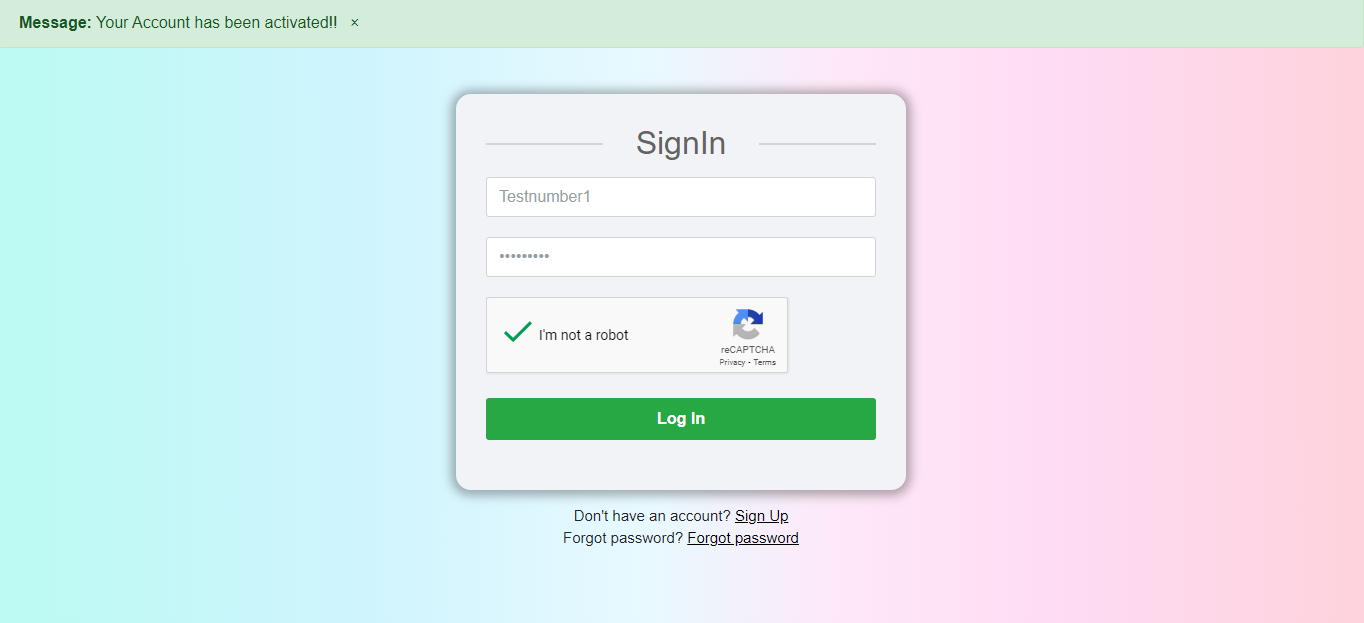 Message: Your Account has been activated!! ×
SignIn
Testnumber1
•••••••••
I'm not a robot
reCAPTCHA
Privacy - Terms
Log In
Don't have an account? Sign Up
Forgot password? Forgot password